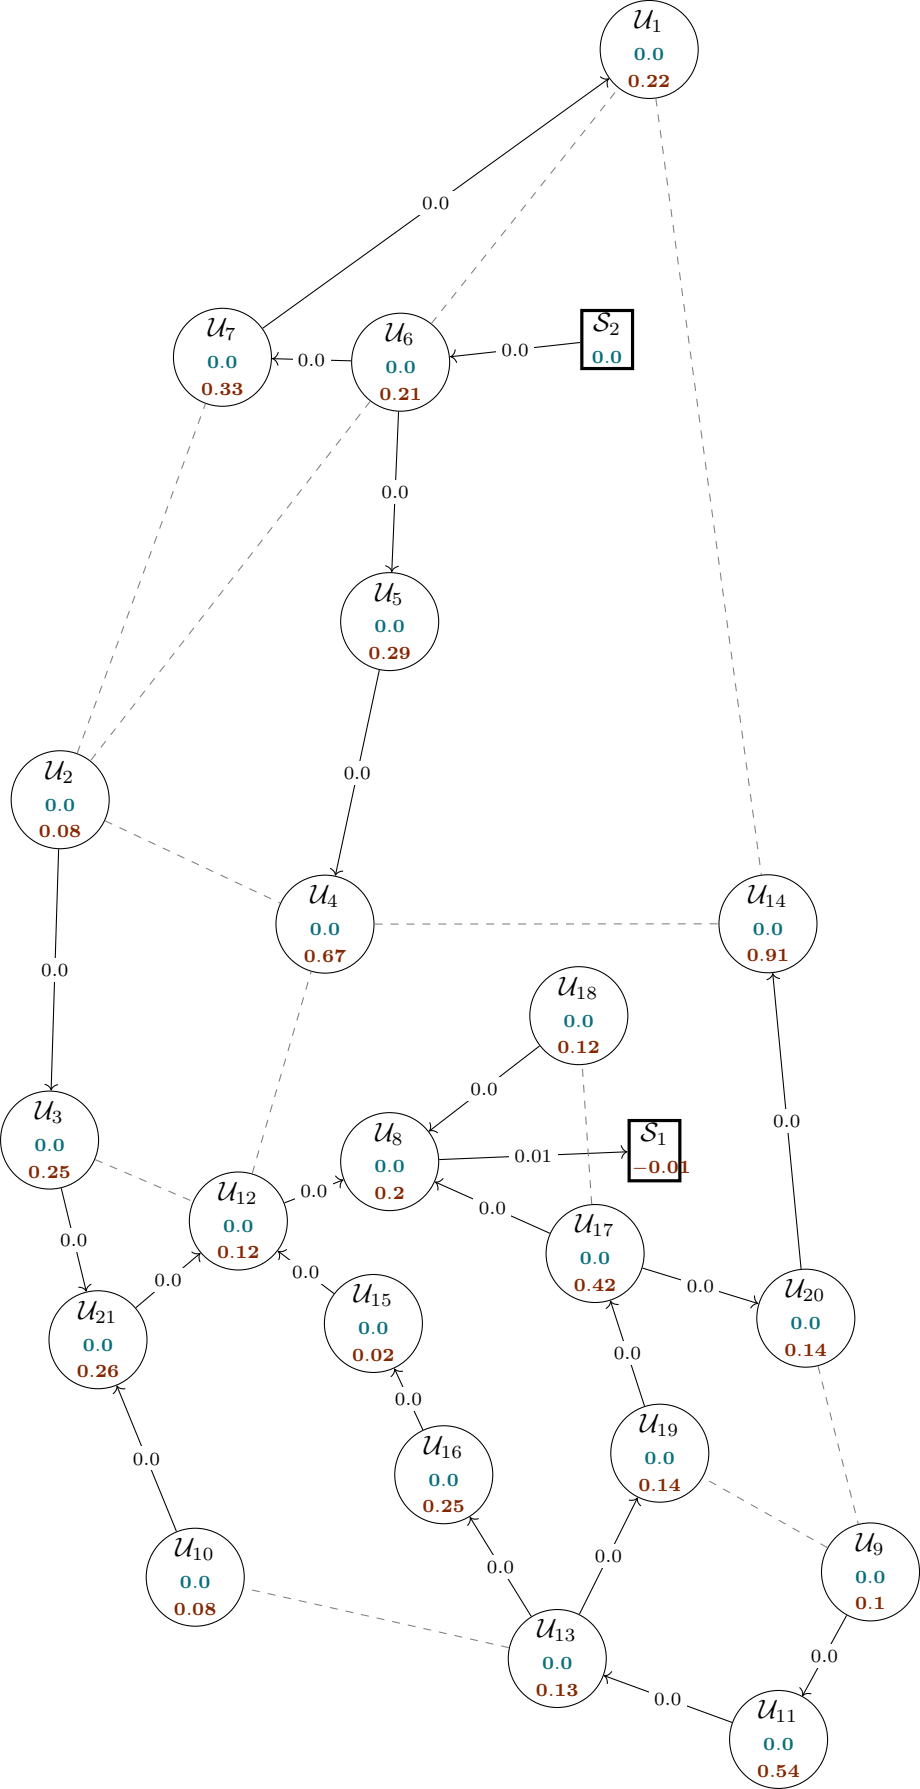 𝒰₁
0.0
0.22
0.0
𝒰₇
0.0
0.33
0.0
𝒰₆
0.0
0.21
0.0
𝒮₂
0.0
0.0
𝒰₅
0.0
0.29
0.0
𝒰₂
0.0
0.08
𝒰₄
0.0
0.67
𝒰₁₄
0.0
0.91
0.0
𝒰₁₈
0.0
0.12
0.0
𝒰₃
0.0
0.25
𝒰₈
0.0
0.2
0.01
𝒮₁
−0.01
𝒰₁₂
0.0
0.12
0.0
0.0
𝒰₁₇
0.0
0.42
0.0
0.0
0.0
0.0
0.0
𝒰₂₁
0.0
0.26
𝒰₁₅
0.0
0.02
𝒰₂₀
0.0
0.14
0.0
0.0
𝒰₁₆
0.0
0.25
𝒰₁₉
0.0
0.14
0.0
𝒰₁₀
0.0
0.08
0.0
0.0
𝒰₉
0.0
0.1
𝒰₁₃
0.0
0.13
0.0
0.0
𝒰₁₁
0.0
0.54